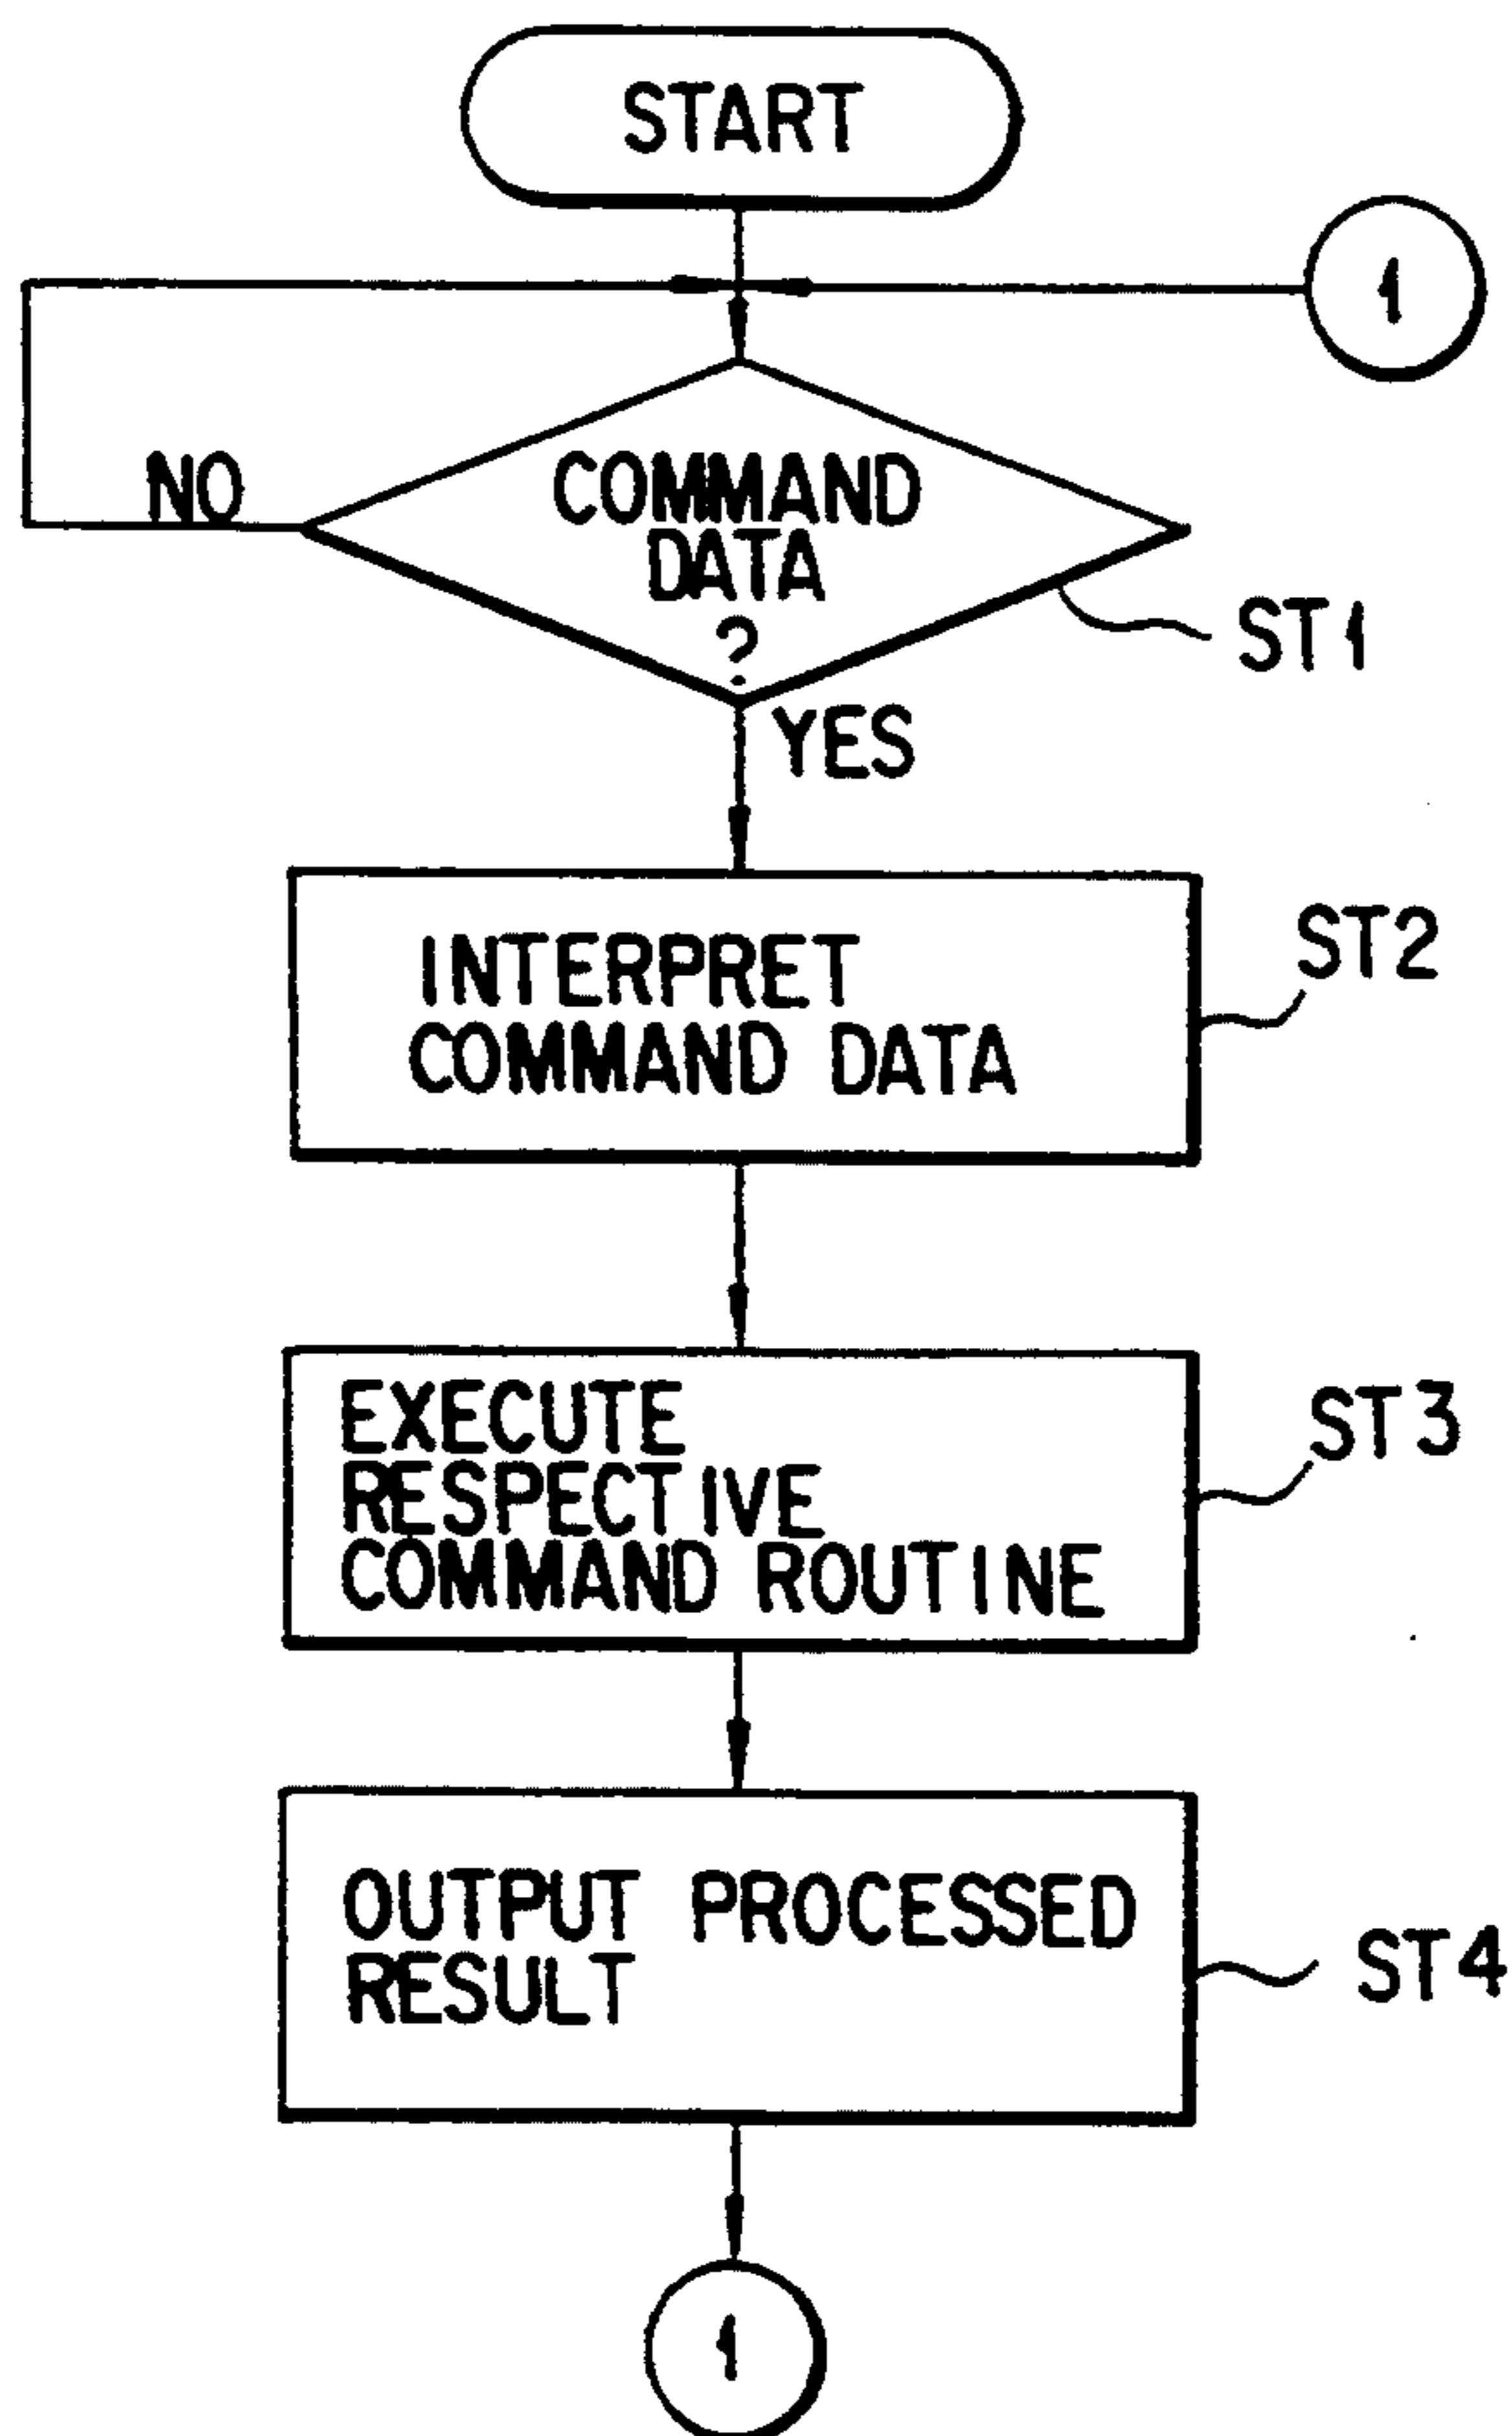 START
1
NO
COMMAND
DATA
?
ST1
YES
INTERPRET
COMMAND DATA
ST2
EXECUTE
RESPECTIVE
COMMAND ROUTINE
ST3
OUTPUT PROCESSED
RESULT
ST4
1